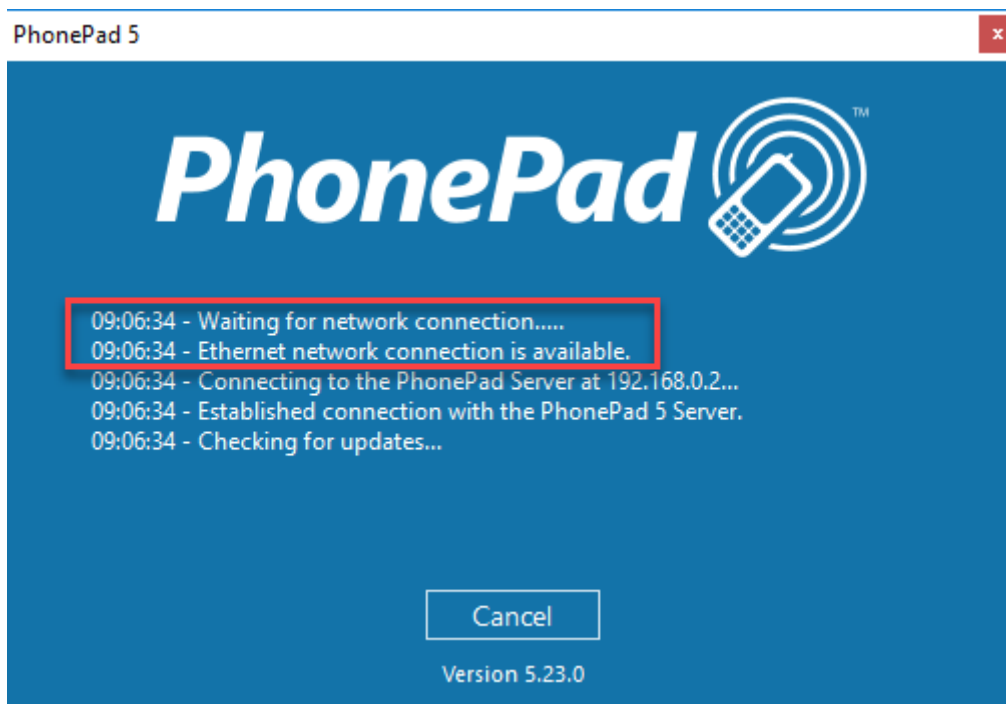 PhonePad 5
x
PhonePad™
09:06:34 - Waiting for network connection.....
09:06:34 - Ethernet network connection is available.
09:06:34 - Connecting to the PhonePad Server at 192.168.0.2...
09:06:34 - Established connection with the PhonePad 5 Server.
09:06:34 - Checking for updates...
Cancel
Version 5.23.0